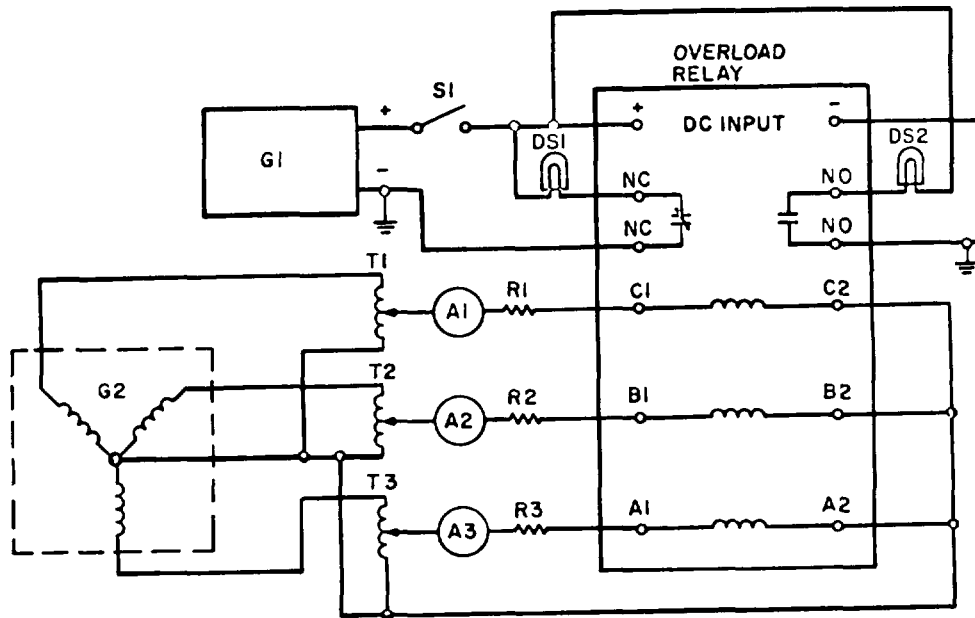 OVERLOAD
RELAY
S1
+
+
-
DC INPUT
G1
DS1
DS2
-
NC
NO
NC
NO
T1
A1
R1
C1
C2
G2
T2
A2
R2
B1
B2
T3
A3
R3
A1
A2